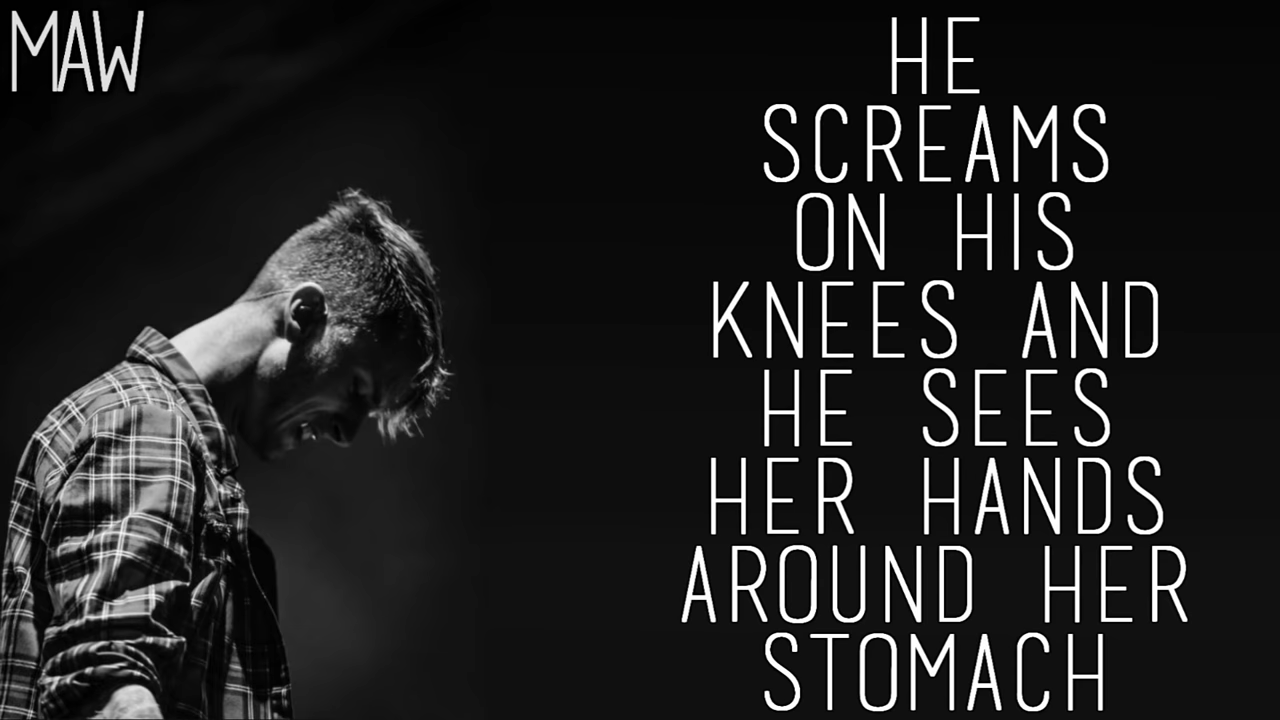 MAW
HE
SCREAMS
ON HIS
KNEES AND
HE SEES
HER HANDS
AROUND HER
STOMACH